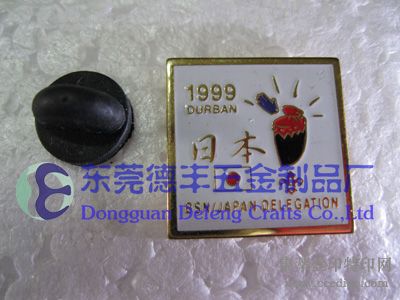 1999
DURBAN
日本
BSN/JAPAN DELEGATION
东莞德丰五金制品厂
Dongguan Defeng Crafts Co.,Ltd.